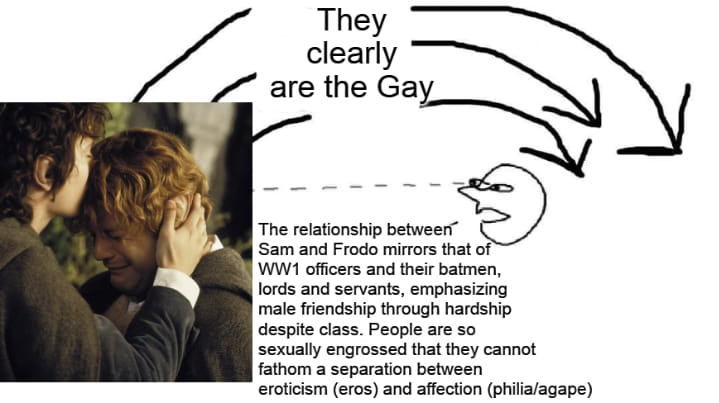 They
clearly
are the Gay
The relationship between
Sam and Frodo mirrors that of
WW1 officers and their batmen,
lords and servants, emphasizing
male friendship through hardship
despite class. People are so
sexually engrossed that they cannot
fathom a separation between
eroticism (eros) and affection (philia/agape)